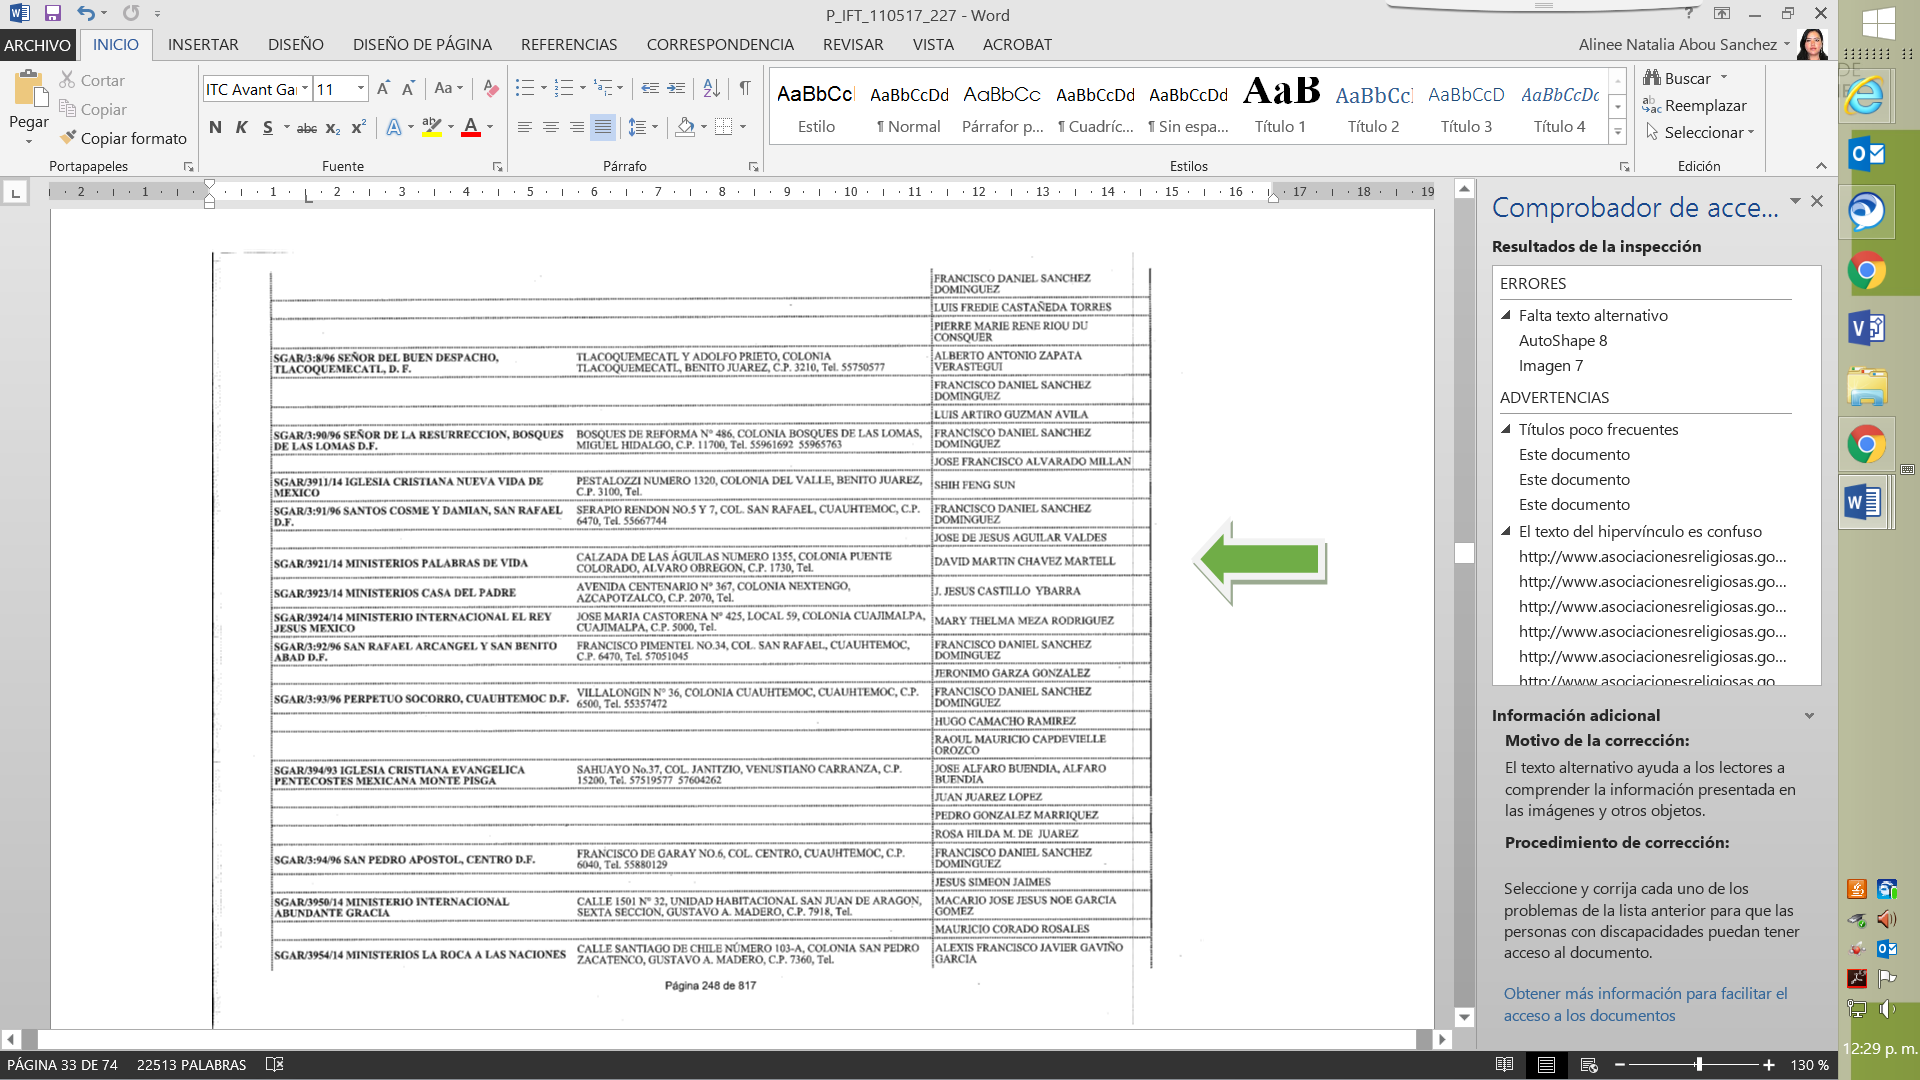 P_IFT_110517_227 - Word
ARCHIVO INICIO INSERTAR DISEÑO DISEÑO DE PÁGINA REFERENCIAS CORRESPONDENCIA REVISAR VISTA ACROBAT Alinee Natalia Abou Sanchez
Pegar
Cortar
Copiar
Copiar formato
Portapapeles
ITC Avant Gar 11
N K S abc x₂ x²
Fuente
Párrafo
AaBbCcI AaBbCcDd AaBbCc AaBbCcDd AaBbCcDd AaB AaBbCcI AaBbCcD AaBbCcDc
Estilo ¶ Normal Párrafor p... ¶ Cuadríc... ¶ Sin espa... Título 1 Título 2 Título 3 Título 4
Estilos
Buscar
Reemplazar
Seleccionar
Edición
2 1 1 2 3 4 5 6 7 8 9 10 11 12 13 14 15 16 17 18 19
FRANCISCO DANIEL SANCHEZ
DOMINGUEZ
LUIS FREDIE CASTAÑEDA TORRES
PIERRE MARIE RENE RIOU DU
CONSQUER
SGAR/3:8/96 SEÑOR DEL BUEN DESPACHO,
TLACOQUEMECATL, D. F.
TLACOQUEMECATL Y ADOLFO PRIETO, COLONIA
TLACOQUEMECATL, BENITO JUAREZ, C.P. 3210, Tel. 55750577
ALBERTO ANTONIO ZAPATA
VERASTEGUI
FRANCISCO DANIEL SANCHEZ
DOMINGUEZ
LUIS ARTIRO GUZMAN AVILA
SGAR/3:90/96 SEÑOR DE LA RESURRECCION, BOSQUES
DE LAS LOMAS D.F.
BOSQUES DE REFORMA N° 486, COLONIA BOSQUES DE LAS LOMAS,
MIGUEL HIDALGO, C.P. 11700, Tel. 55961692 55965763
FRANCISCO DANIEL SANCHEZ
DOMINGUEZ
JOSE FRANCISCO ALVARADO MILLAN
SGAR/3911/14 IGLESIA CRISTIANA NUEVA VIDA DE
MEXICO
PESTALOZZI NUMERO 1320, COLONIA DEL VALLE, BENITO JUAREZ,
C.P. 3100, Tel.
SHIH FENG SUN
SGAR/3:91/96 SANTOS COSME Y DAMIAN, SAN RAFAEL
D.F.
SERAPIO RENDON NO.5 Y 7, COL. SAN RAFAEL, CUAUHTEMOC, C.P.
6470, Tel. 55667744
FRANCISCO DANIEL SANCHEZ
DOMINGUEZ
JOSE DE JESUS AGUILAR VALDES
SGAR/3921/14 MINISTERIOS PALABRAS DE VIDA
CALZADA DE LAS ÁGUILAS NUMERO 1355, COLONIA PUENTE
COLORADO, ALVARO OBREGON, C.P. 1730, Tel.
DAVID MARTIN CHAVEZ MARTELL
SGAR/3923/14 MINISTERIOS CASA DEL PADRE
AVENIDA CENTENARIO N° 367, COLONIA NEXTENGO,
AZCAPOTZALCO, C.P. 2070, Tel.
J. JESUS CASTILLO YBARRA
SGAR/3924/14 MINISTERIO INTERNACIONAL EL REY
JESUS MEXICO
JOSE MARIA CASTORENA N° 425, LOCAL 59, COLONIA CUAJIMALPA,
CUAJIMALPA, C.P. 5000, Tel.
MARY THELMA MEZA RODRIGUEZ
SGAR/3:92/96 SAN RAFAEL ARCANGEL Y SAN BENITO
ABAD D.F.
FRANCISCO PIMENTEL NO.34, COL. SAN RAFAEL, CUAUHTEMOC,
C.P. 6470, Tel. 57051045
FRANCISCO DANIEL SANCHEZ
DOMINGUEZ
JERONIMO GARZA GONZALEZ
SGAR/3:93/96 PERPETUO SOCORRO, CUAUHTEMOC D.F.
VILLALONGIN N° 36, COLONIA CUAUHTEMOC, CUAUHTEMOC, C.P.
6500, Tel. 55357472
FRANCISCO DANIEL SANCHEZ
DOMINGUEZ
HUGO CAMACHO RAMIREZ
RAOUL MAURICIO CAPDEVIELLE
OROZCO
SGAR/394/93 IGLESIA CRISTIANA EVANGELICA
PENTECOSTES MEXICANA MONTE PISGA
SAHUAYO No.37, COL. JANITZIO, VENUSTIANO CARRANZA, C.P.
15200, Tel. 57519577 57604262
JOSE ALFARO BUENDIA, ALFARO
BUENDIA
JUAN JUAREZ LOPEZ
PEDRO GONZALEZ MARRIQUEZ
ROSA HILDA M. DE JUAREZ
SGAR/3:94/96 SAN PEDRO APOSTOL, CENTRO D.F.
FRANCISCO DE GARAY NO.6, COL. CENTRO, CUAUHTEMOC, C.P.
6040, Tel. 55880129
FRANCISCO DANIEL SANCHEZ
DOMINGUEZ
JESUS SIMEON JAIMES
SGAR/3950/14 MINISTERIO INTERNACIONAL
ABUNDANTE GRACIA
CALLE 1501 N° 32, UNIDAD HABITACIONAL SAN JUAN DE ARAGON,
SEXTA SECCION, GUSTAVO A. MADERO, C.P. 7918, Tel.
MACARIO JOSE JESUS NOE GARCIA
GOMEZ
MAURICIO CORADO ROSALES
SGAR/3954/14 MINISTERIOS LA ROCA A LAS NACIONES
CALLE SANTIAGO DE CHILE NÚMERO 103-A, COLONIA SAN PEDRO
ZACATENCO, GUSTAVO A. MADERO, C.P. 7360, Tel.
ALEXIS FRANCISCO JAVIER GAVIÑO
GARCIA
Página 248 de 817
Comprobador de acce...
Resultados de la inspección
ERRORES
Falta texto alternativo
AutoShape 8
Imagen 7
ADVERTENCIAS
Títulos poco frecuentes
Este documento
Este documento
Este documento
El texto del hipervínculo es confuso
http://www.asociacionesreligiosas.go...
http://www.asociacionesreligiosas.go...
http://www.asociacionesreligiosas.go...
http://www.asociacionesreligiosas.go...
http://www.asociacionesreligiosas.go...
http://www.asociacionesreligiosas.go
Información adicional
Motivo de la corrección:
El texto alternativo ayuda a los lectores a
comprender la información presentada en
las imágenes y otros objetos.
Procedimiento de corrección:
Seleccione y corrija cada uno de los
problemas de la lista anterior para que las
personas con discapacidades puedan tener
acceso al documento.
Obtener más información para facilitar el
acceso a los documentos
PÁGINA 33 DE 74 22513 PALABRAS 130 %
12:29 p. m.